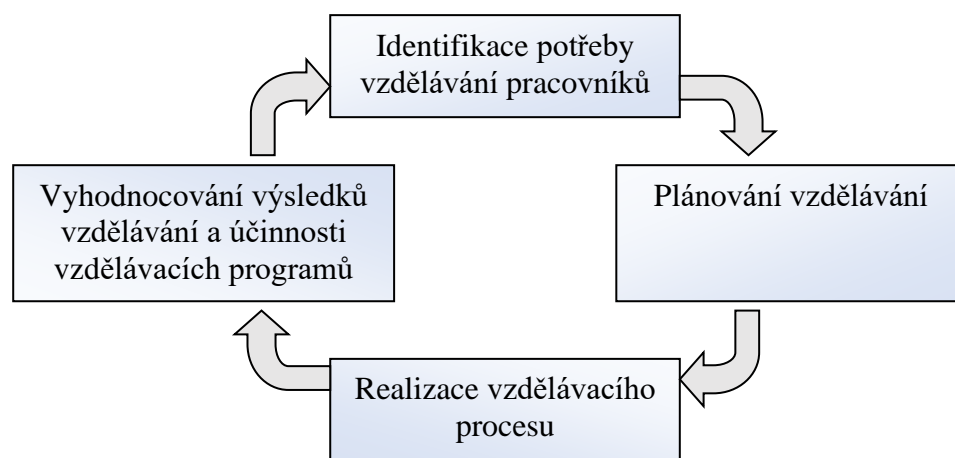 Identifikace potřeby
vzdělávání pracovníků
Vyhodnocování výsledků
vzdělávání a účinnosti
vzdělávacích programů
Plánování vzdělávání
Realizace vzdělávacího
procesu